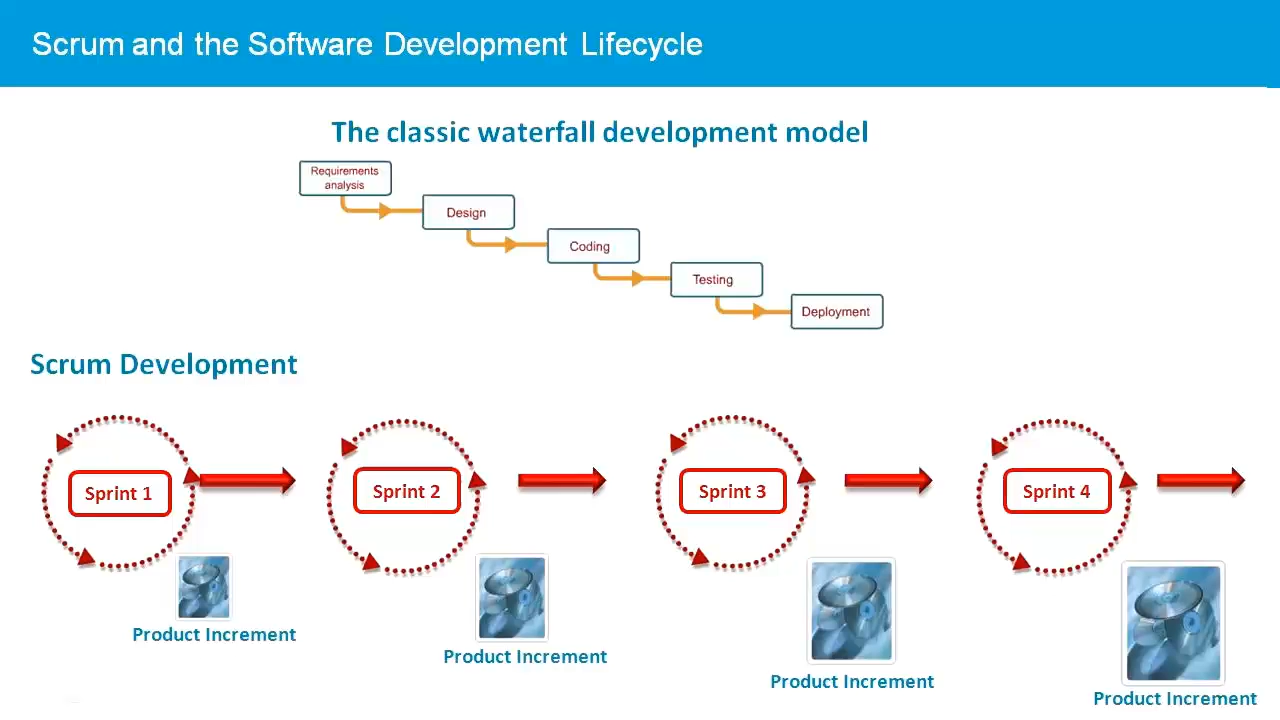 Scrum and the Software Development Lifecycle
The classic waterfall development model
Requirements
analysis
Design
Coding
Testing
Deployment
Scrum Development
Sprint 1
Sprint 2
Sprint 3
Sprint 4
Product Increment
Product Increment
Product Increment
Product Increment